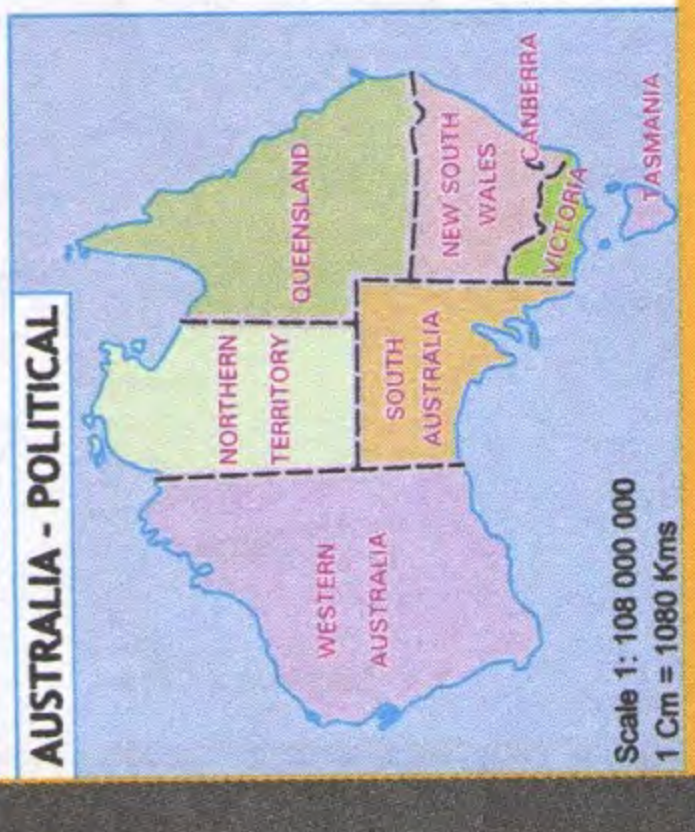 AUSTRALIA - POLITICAL
WESTERN
AUSTRALIA
NORTHERN
TERRITORY
QUEENSLAND
SOUTH
AUSTRALIA
NEW SOUTH
WALES
CANBERRA
VICTORIA
TASMANIA
Scale 1: 108 000 000
1 Cm = 1080 Kms